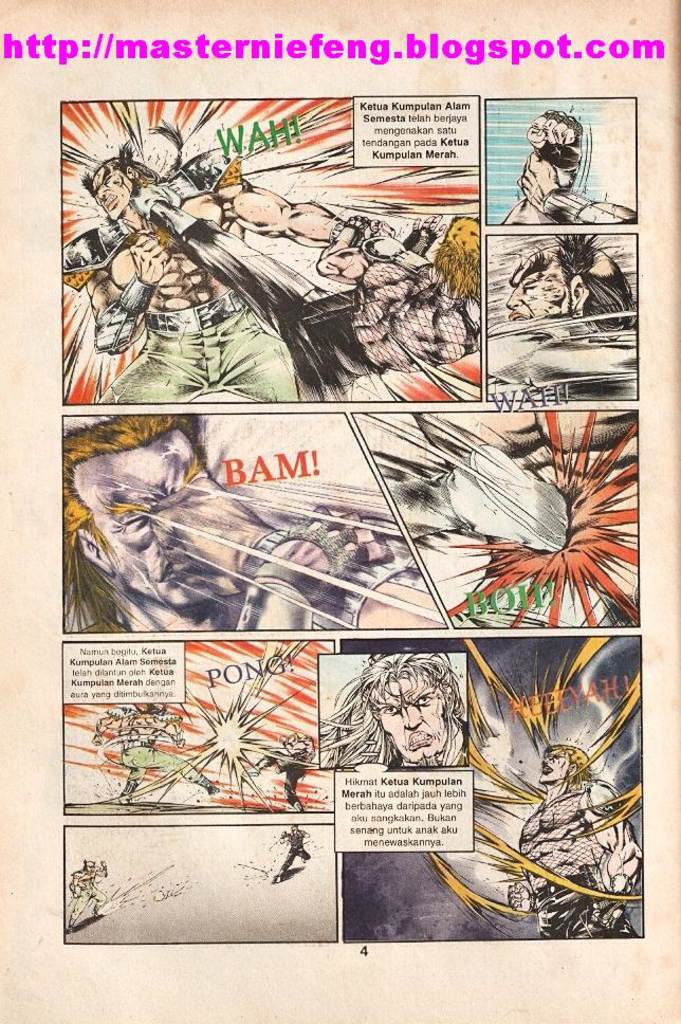 http://masterniefeng.blogspot.com
WAH!
Ketua Kumpulan Alam
Semesta telah berjaya
mengenakan satu
tendangan pada Ketua
Kumpulan Merah.
WAH!
BAM!
BOH!
Namun begitu, Ketua
Kumpulan Alam Semesta
telah dilantun oleh Ketua
Kumpulan Merah dengan
aura yang ditimbulkannya.
PONG!
Hikmat Ketua Kumpulan
Merah itu adalah jauh lebih
berbahaya daripada yang
aku sangkakan. Bukan
senang untuk anak aku
menewaskannya.
4